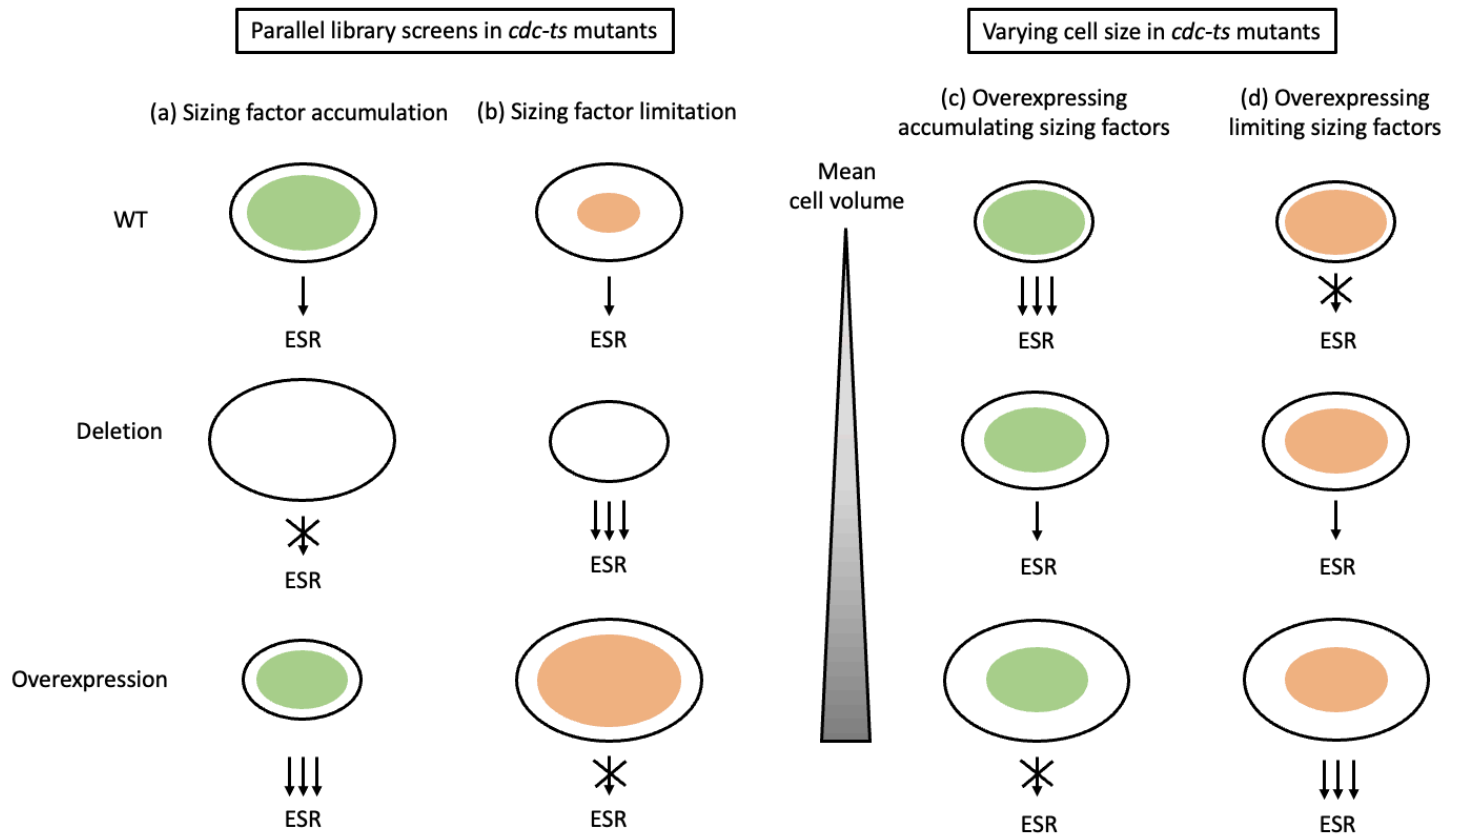 Parallel library screens in cdc-ts mutants
Varying cell size in cdc-ts mutants
(a) Sizing factor accumulation
(b) Sizing factor limitation
(c) Overexpressing
accumulating sizing factors
(d) Overexpressing
limiting sizing factors
Mean
cell volume
WT
ESR
ESR
ESR
ESR
Deletion
ESR
ESR
ESR
ESR
Overexpression
ESR
ESR
ESR
ESR